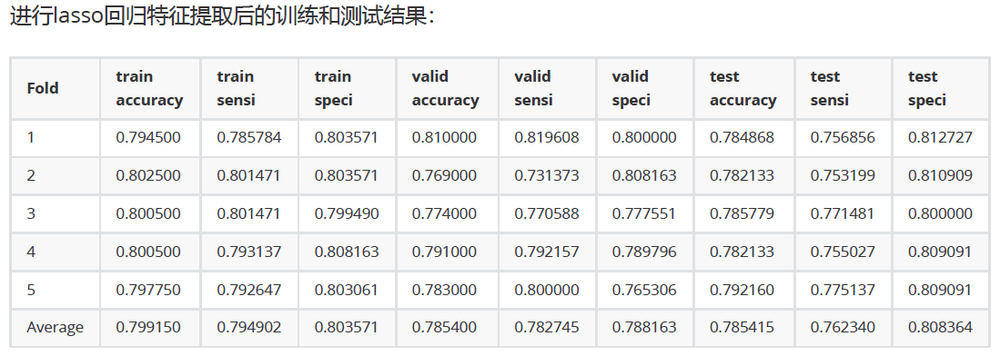 进行lasso回归特征提取后的训练和测试结果：
Fold train accuracy train sensi train speci valid accuracy valid sensi valid speci test accuracy test sensi test speci
1 0.794500 0.785784 0.803571 0.810000 0.819608 0.800000 0.784868 0.756856 0.812727
2 0.802500 0.801471 0.803571 0.769000 0.731373 0.808163 0.782133 0.753199 0.810909
3 0.800500 0.801471 0.799490 0.774000 0.770588 0.777551 0.785779 0.771481 0.800000
4 0.800500 0.793137 0.808163 0.791000 0.792157 0.789796 0.782133 0.755027 0.809091
5 0.797750 0.792647 0.803061 0.783000 0.800000 0.765306 0.792160 0.775137 0.809091
Average 0.799150 0.794902 0.803571 0.785400 0.782745 0.788163 0.785415 0.762340 0.808364